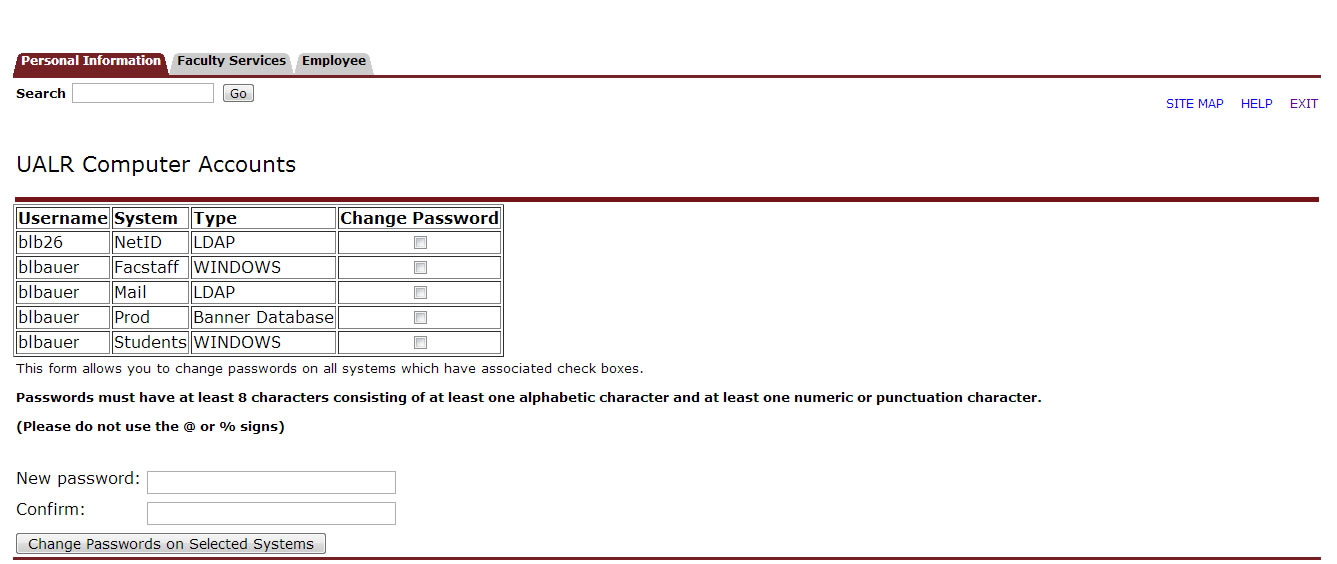 Personal Information Faculty Services Employee
Search Go
SITE MAP HELP EXIT
UALR Computer Accounts
Username System Type Change Password
blb26 NetID LDAP
blbauer Facstaff WINDOWS
blbauer Mail LDAP
blbauer Prod Banner Database
blbauer Students WINDOWS
This form allows you to change passwords on all systems which have associated check boxes.
Passwords must have at least 8 characters consisting of at least one alphabetic character and at least one numeric or punctuation character.
(Please do not use the @ or % signs)
New password:
Confirm:
Change Passwords on Selected Systems